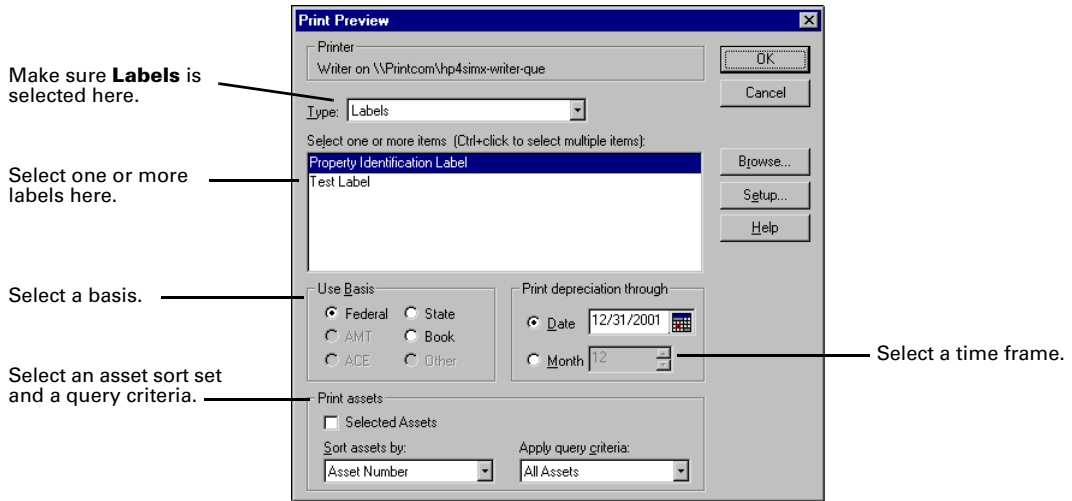 Print Preview
Printer
Writer on \\Printcom\hp4simx-writer-que
OK
Cancel
Make sure Labels is
selected here.
Type: Labels
Select one or more items (Ctrl+click to select multiple items):
Property Identification Label
Test Label
Browse...
Setup...
Help
Select one or more
labels here.
Select a basis.
Use Basis
Federal
State
AMT
Book
ACE
Other
Print depreciation through
Date 12/31/2001
Month 12
Select a time frame.
Select an asset sort set
and a query criteria.
Print assets
Selected Assets
Sort assets by:
Asset Number
Apply query criteria:
All Assets